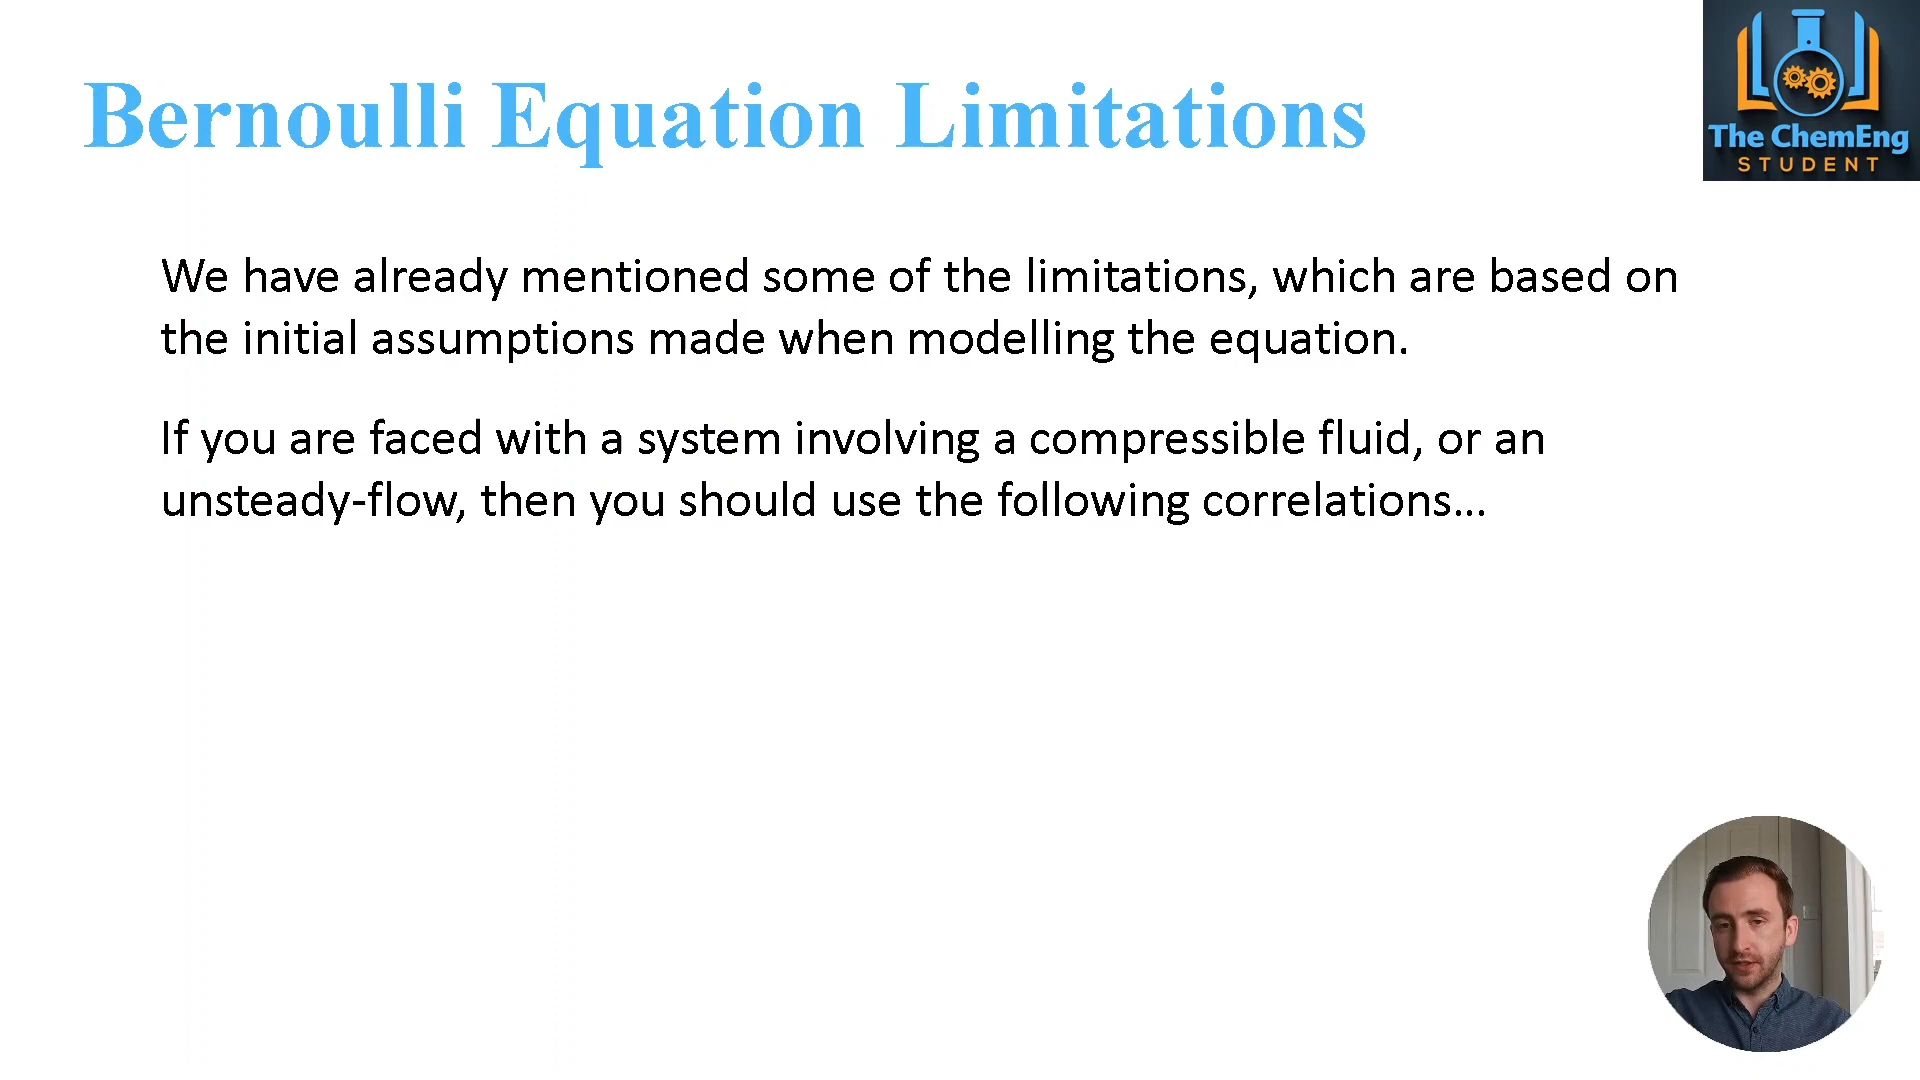 Bernoulli Equation Limitations
The ChemEng
STUDENT
We have already mentioned some of the limitations, which are based on
the initial assumptions made when modelling the equation.
If you are faced with a system involving a compressible fluid, or an
unsteady-flow, then you should use the following correlations...